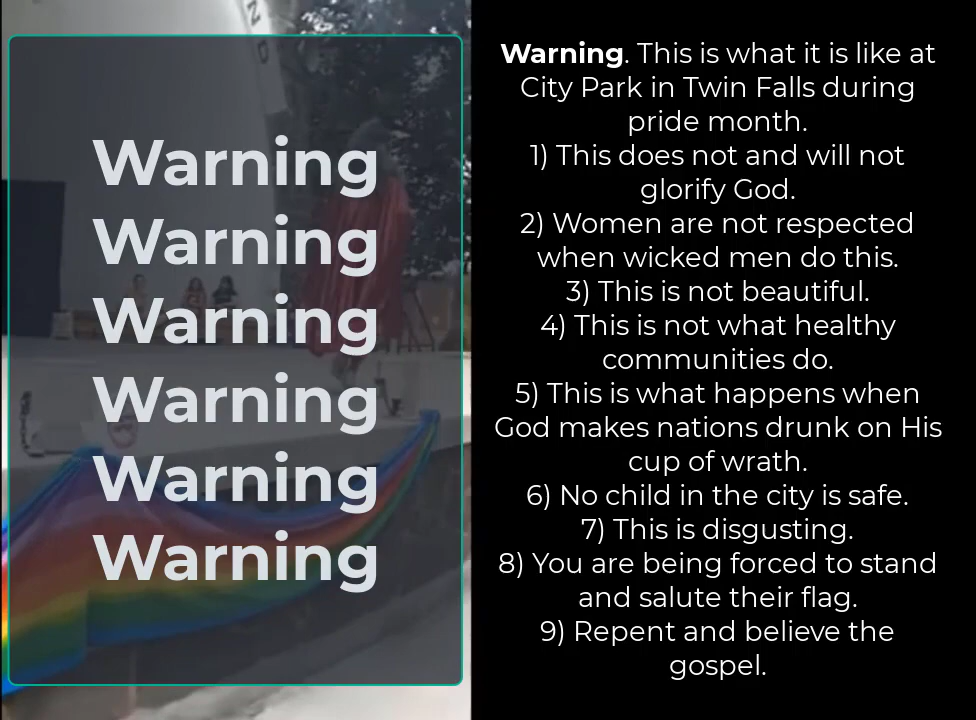 Warning
Warning
Warning
Warning
Warning
Warning
Warning. This is what it is like at
City Park in Twin Falls during
pride month.
1) This does not and will not
glorify God.
2) Women are not respected
when wicked men do this.
3) This is not beautiful.
4) This is not what healthy
communities do.
5) This is what happens when
God makes nations drunk on His
cup of wrath.
6) No child in the city is safe.
7) This is disgusting.
8) You are being forced to stand
and salute their flag.
9) Repent and believe the
gospel.